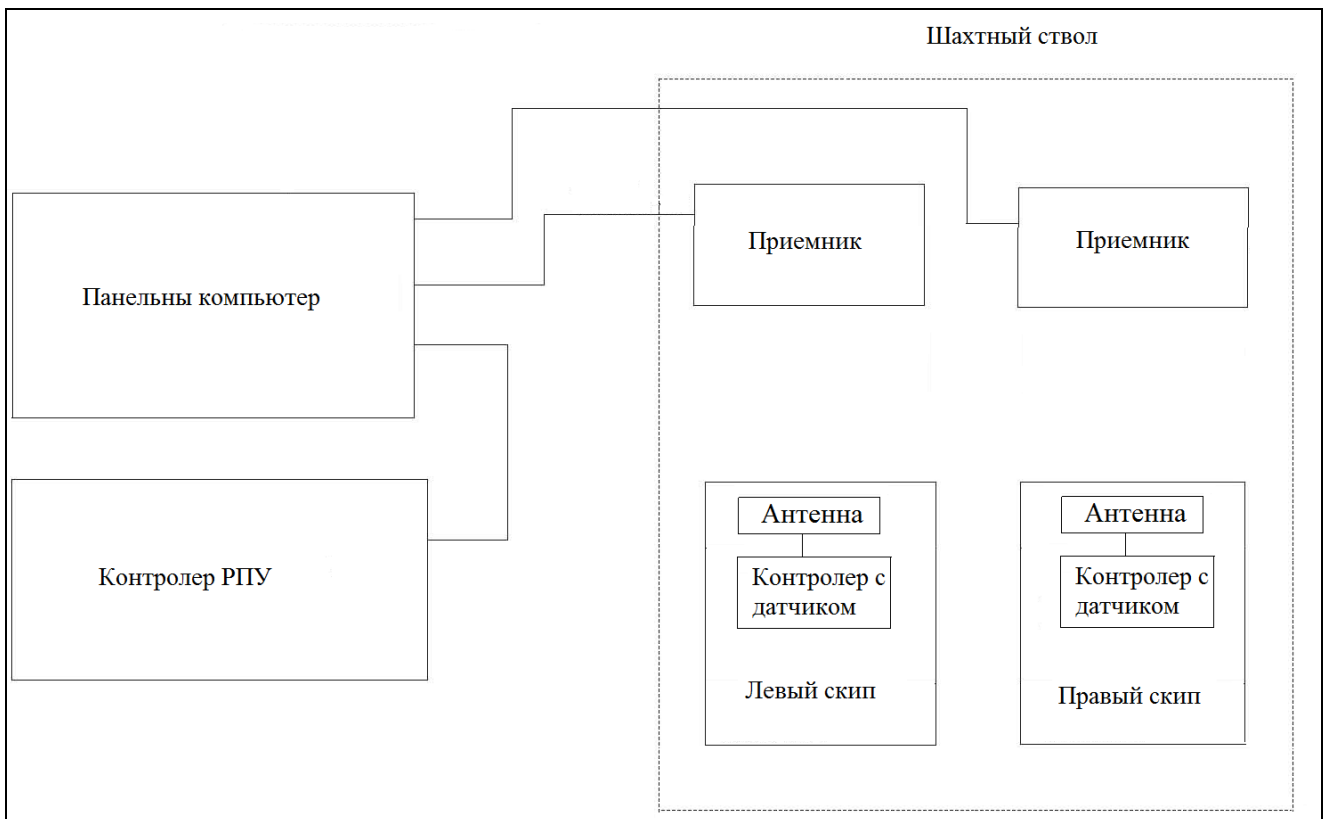 Шахтный ствол
Приемник
Приемник
Панельны компьютер
Антенна
Антенна
Контролер РПУ
Контролер с
датчиком
Контролер с
датчиком
Левый скип
Правый скип